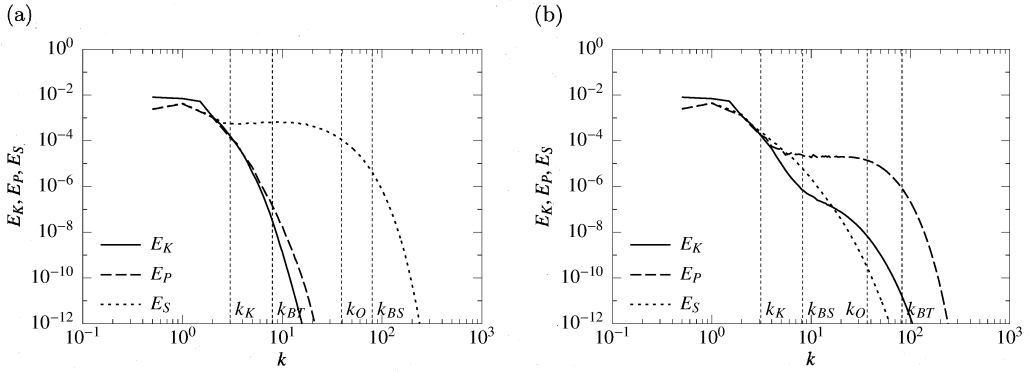 (a)
10^0
10^-2
10^-4
10^-6
10^-8
10^-10
10^-12
E_K, E_P, E_S
E_K
E_P
E_S
k_K k_BT k_O k_BS
10^-1 10^0 10^1 10^2 10^3
k
(b)
10^0
10^-2
10^-4
10^-6
10^-8
10^-10
10^-12
E_K, E_P, E_S
E_K
E_P
E_S
k_K k_BS k_O k_BT
10^-1 10^0 10^1 10^2 10^3
k